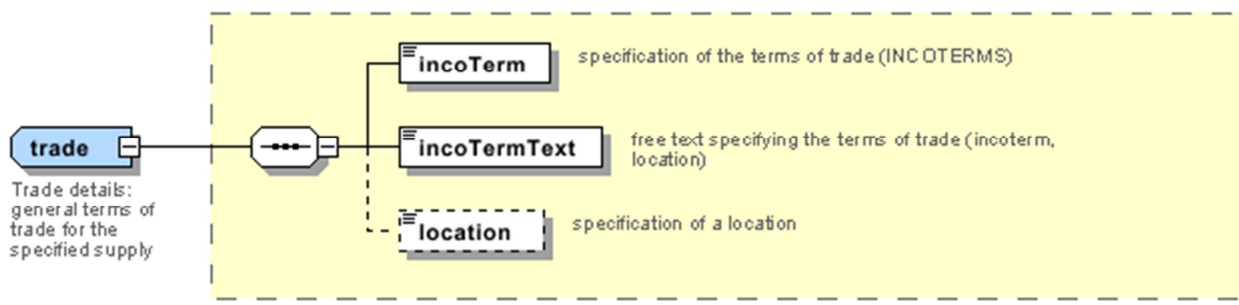 incoTerm
specification of the terms of trade (INCOTERMS)
trade
incoTermText
free text specifying the terms of trade (incoterm,
location)
Trade details:
general terms of
trade for the
specified supply
location
specification of a location